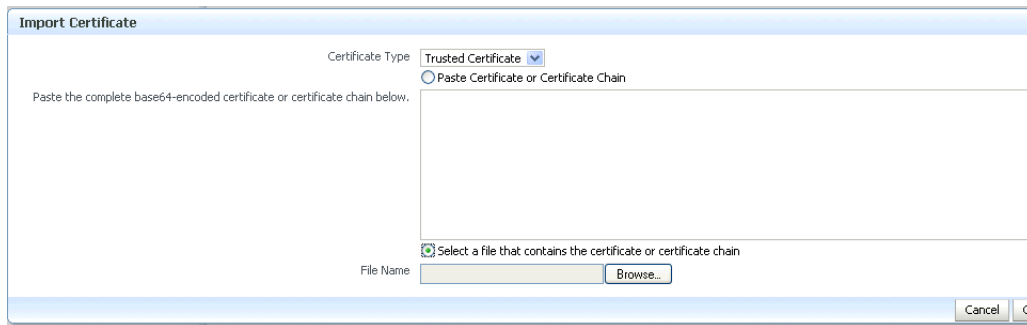 Import Certificate
Certificate Type Trusted Certificate
Paste Certificate or Certificate Chain
Paste the complete base64-encoded certificate or certificate chain below.
Select a file that contains the certificate or certificate chain
File Name Browse...
Cancel